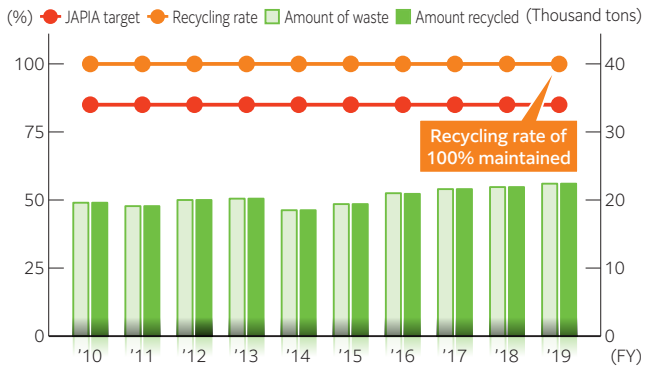 (%) JAPIA target Recycling rate Amount of waste Amount recycled (Thousand tons)
100 40
75 30
Recycling rate of
100% maintained
50 20
25 10
0 0
'10 '11 '12 '13 '14 '15 '16 '17 '18 '19 (FY)